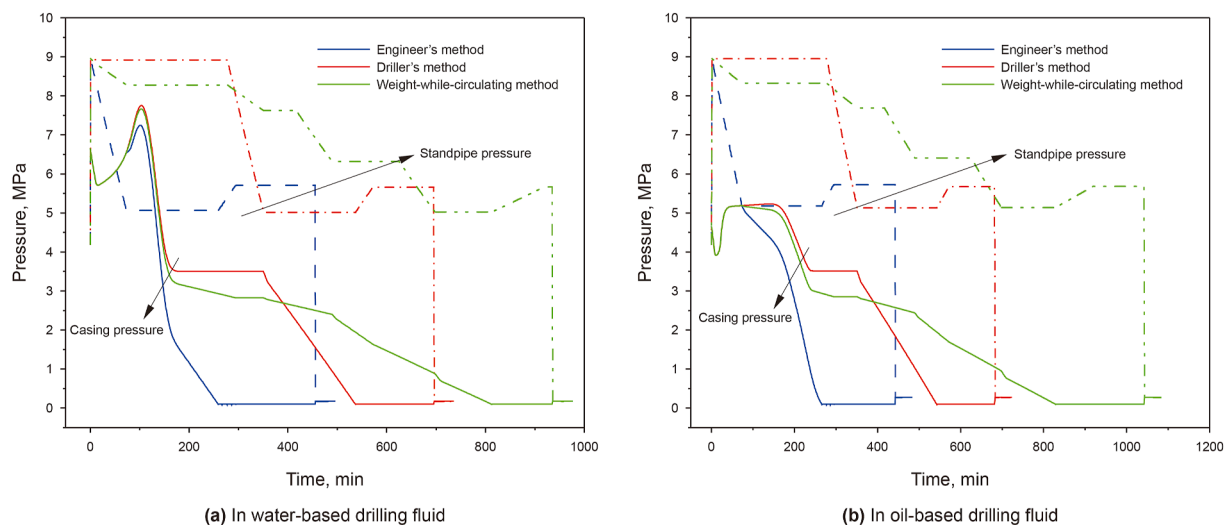 10
9
8
7
6
5
4
3
2
1
0
Pressure, MPa
Engineer's method
Driller's method
Weight-while-circulating method
Standpipe pressure
Casing pressure
0
200
400
600
800
1000
Time, min
(a) In water-based drilling fluid
10
9
8
7
6
5
4
3
2
1
0
Pressure, MPa
Engineer's method
Driller's method
Weight-while-circulating method
Standpipe pressure
Casing pressure
0
200
400
600
800
1000
1200
Time, min
(b) In oil-based drilling fluid